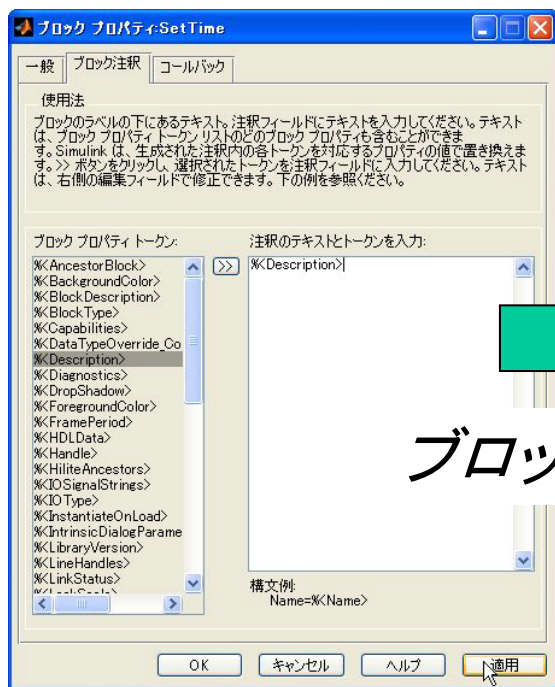 ブロック プロパティ:SetTime
一般 ブロック注釈 コールバック
使用法
ブロックのラベルの下にあるテキスト。注釈フィールドにテキストを入力してください。テキスト
は、ブロック プロパティ トークン リストのどのブロック プロパティも含むことができま
す。Simulink は、生成された注釈内の各トークンを対応するプロパティの値で置き換えま
す。>> ボタンをクリックし、選択されたトークンを注釈フィールドに入力してください。テキスト
は、右側の編集フィールドで修正できます。下の例を参照ください。
ブロック プロパティ トークン:
%<AncestorBlock>
%<BackgroundColor>
%<BlockDescription>
%<BlockType>
%<Capabilities>
%<DataTypeOverride_Co
%<Description>
%<Diagnostics>
%<DropShadow>
%<ForegroundColor>
%<FramePeriod>
%<HDLData>
%<Handle>
%<HiliteAncestors>
%<IOSignalStrings>
%<IOType>
%<InstantiateOnLoad>
%<IntrinsicDialogParame
%<LibraryVersion>
%<LineHandles>
%<LinkStatus>
>>
注釈のテキストとトークンを入力:
%<Description>
ブロッ
構文例:
Name=%<Name>
OK キャンセル ヘルプ 適用